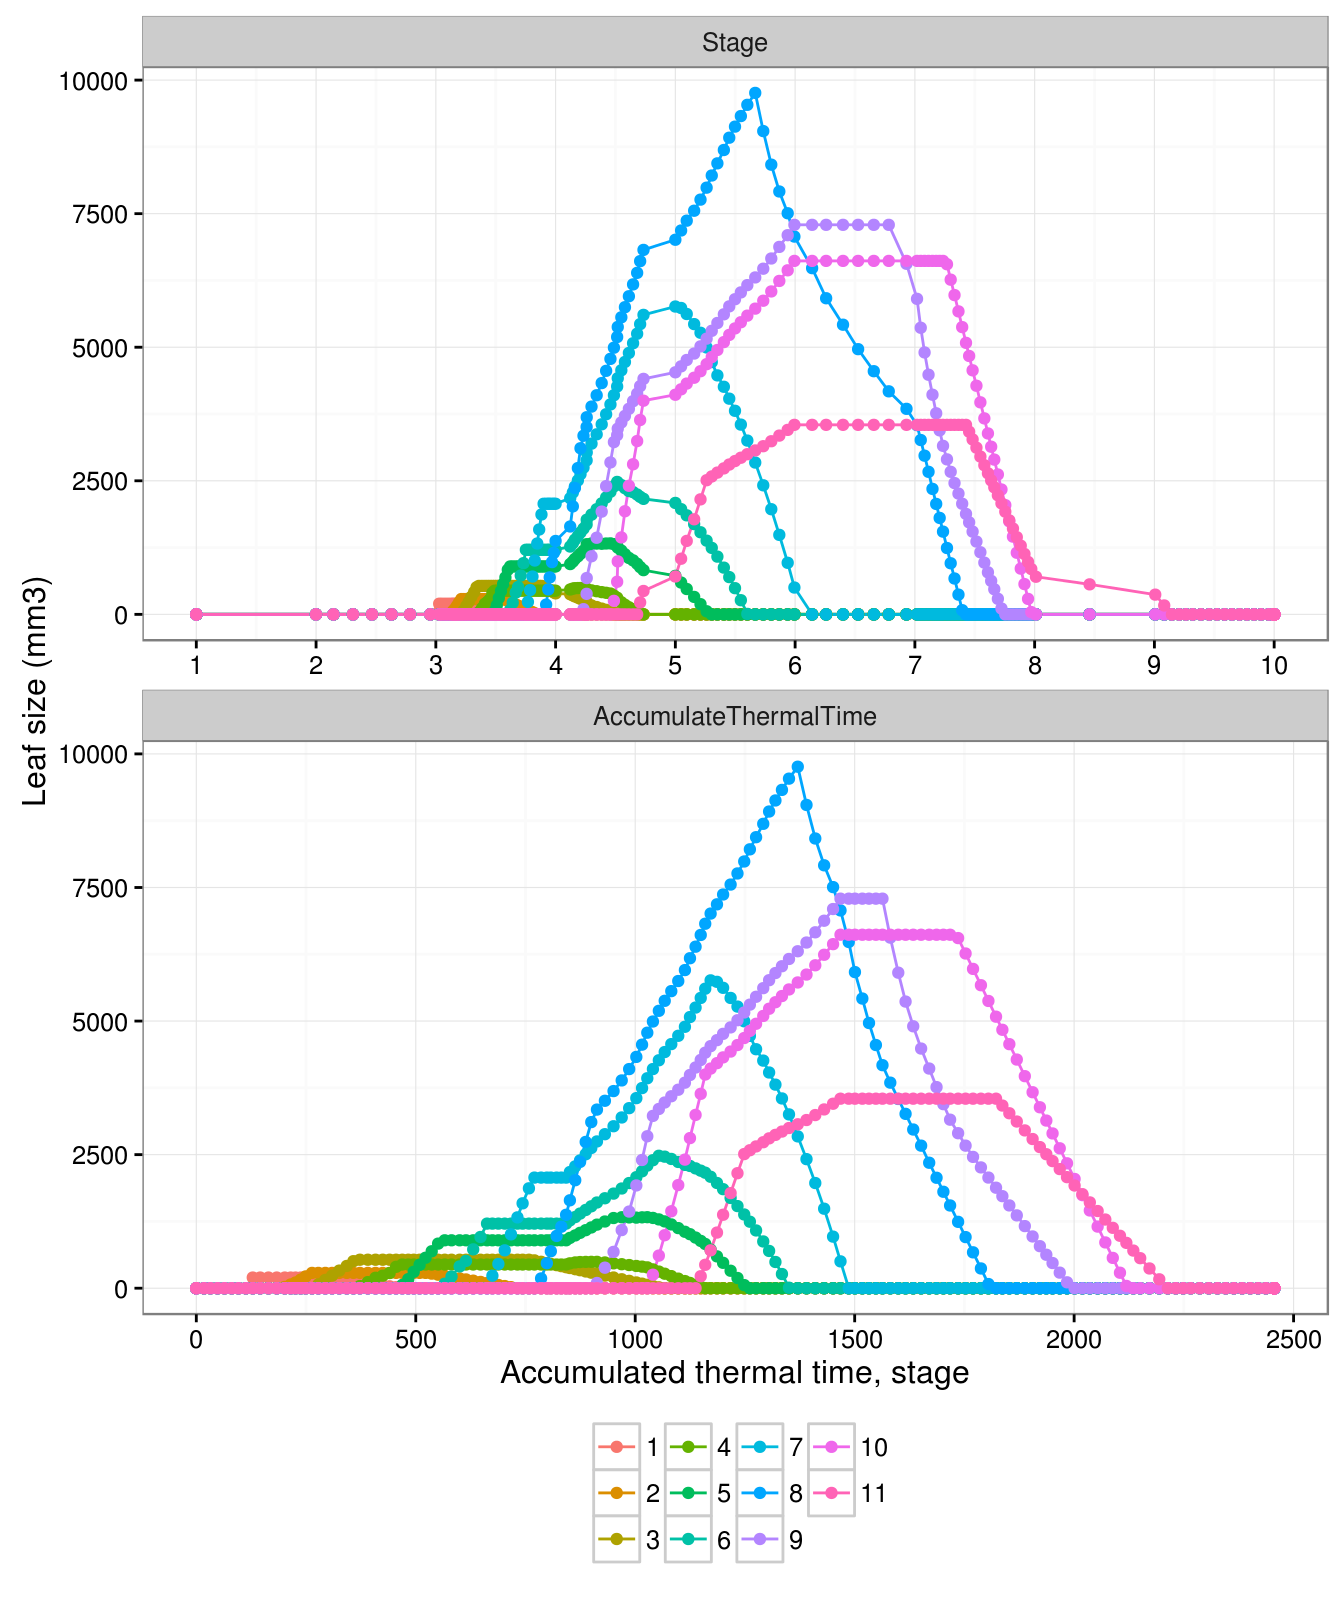 Stage
10000
7500
5000
2500
0
1 2 3 4 5 6 7 8 9 10
Leaf size (mm3)
AccumulateThermalTime
10000
7500
5000
2500
0
0 500 1000 1500 2000 2500
Accumulated thermal time, stage
1 4 7 10
2 5 8 11
3 6 9